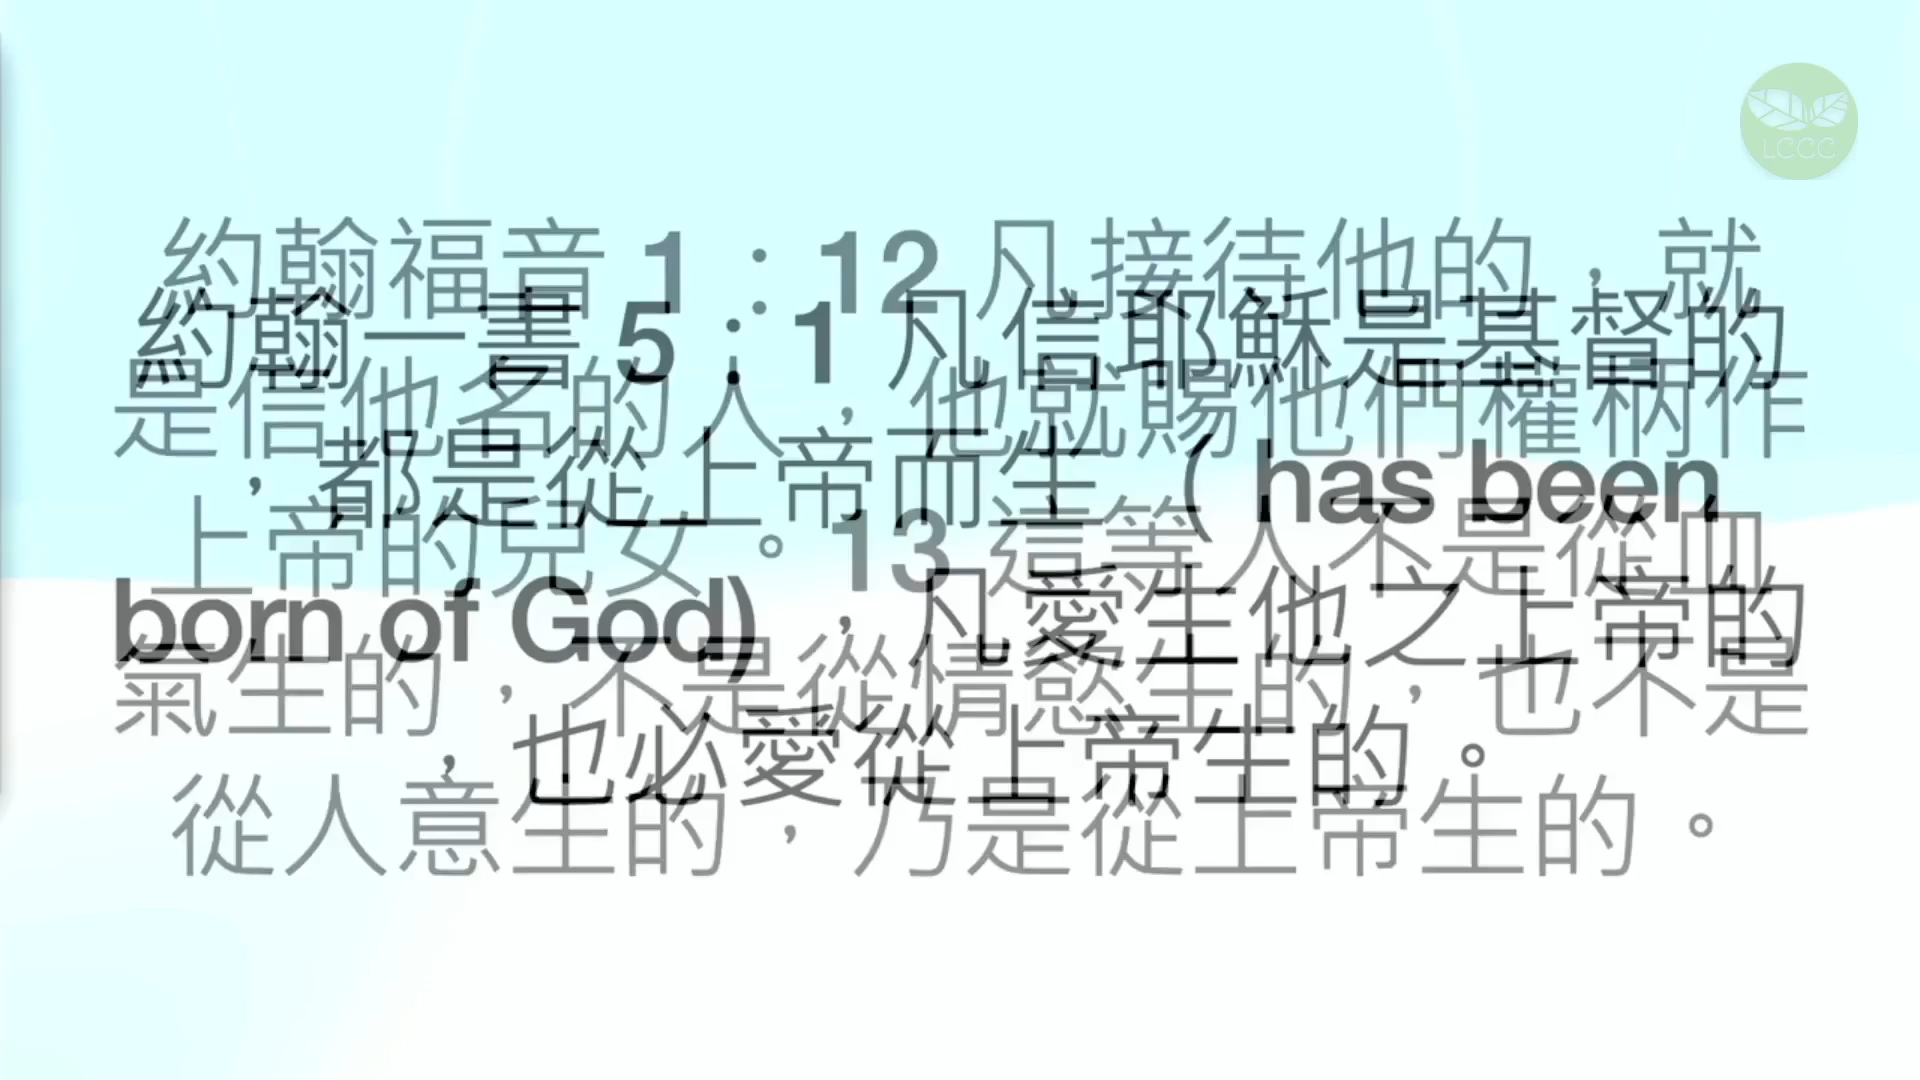 LCCC
約翰福音 1：12 凡接待他的，就
是信他名的人，他就賜他們權柄作
上帝的兒女。13 這等人不是從血
氣生的，不是從情慾生的，也不是
從人意生的，乃是從上帝生的。
約翰一書 5：1 凡信耶穌是基督的
，都是從上帝而生（ has been
born of God)，凡愛生他之上帝的
，也必愛從上帝生的。